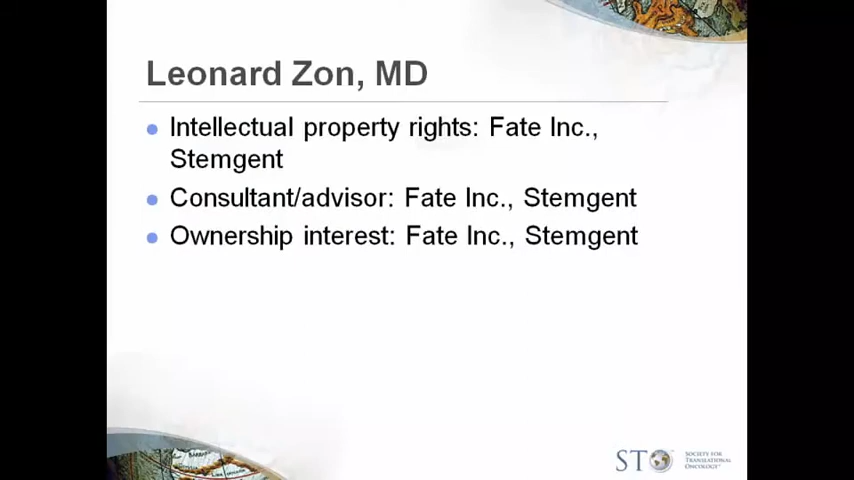 Leonard Zon, MD
Intellectual property rights: Fate Inc.,
Stemgent
Consultant/advisor: Fate Inc., Stemgent
Ownership interest: Fate Inc., Stemgent
STO
SOCIETY FOR
TRANSLATIONAL
ONCOLOGY